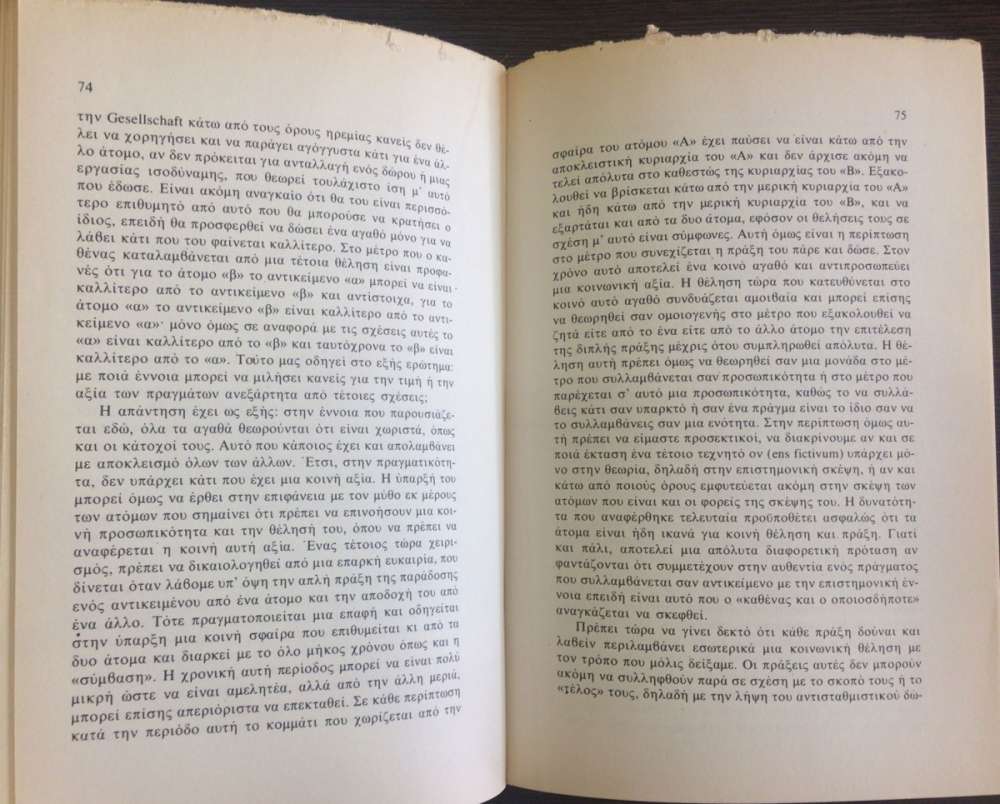 74
την Gesellschaft κάτω από τους όρους ηρεμίας κανείς δεν θέ-
λει να χορηγήσει και να παράγει αγόγγυστα κάτι για ένα άλ-
λο άτομο, αν δεν πρόκειται για ανταλλαγή ενός δώρου ή μιας
εργασίας ισοδύναμης, που θεωρεί τουλάχιστο ίση μ' αυτό
που έδωσε. Είναι ακόμη αναγκαίο ότι θα του είναι περισσό-
τερο επιθυμητό από αυτό που θα μπορούσε να κρατήσει ο
ίδιος, επειδή θα προσφερθεί να δώσει ένα αγαθό μόνο για να
λάβει κάτι που του φαίνεται καλλίτερο. Στο μέτρο που ο κα-
θένας καταλαμβάνεται από μια τέτοια θέληση είναι προφα-
νές ότι για το άτομο «β» το αντικείμενο «α» μπορεί να είναι
καλλίτερο από το αντικείμενο «β» και αντίστοιχα, για το
άτομο «α» το αντικείμενο «β» είναι καλλίτερο από το αντι-
κείμενο «α»· μόνο όμως σε αναφορά με τις σχέσεις αυτές το
«α» είναι καλλίτερο από το «β» και ταυτόχρονα το «β» είναι
καλλίτερο από το «α». Τούτο μας οδηγεί στο εξής ερώτημα:
με ποιά έννοια μπορεί να μιλήσει κανείς για την τιμή ή την
αξία των πραγμάτων ανεξάρτητα από τέτοιες σχέσεις;
Η απάντηση έχει ως εξής: στην έννοια που παρουσιάζε-
ται εδώ, όλα τα αγαθά θεωρούνται ότι είναι χωριστά, όπως
και οι κάτοχοί τους. Αυτό που κάποιος έχει και απολαμβάνει
με αποκλεισμό όλων των άλλων. Έτσι, στην πραγματικότη-
τα, δεν υπάρχει κάτι που έχει μια κοινή αξία. Η ύπαρξή του
μπορεί όμως να έρθει στην επιφάνεια με τον μύθο εκ μέρους
των ατόμων που σημαίνει ότι πρέπει να επινοήσουν μια κοι-
νή προσωπικότητα και την θέλησή του, όπου να πρέπει να
αναφέρεται η κοινή αυτή αξία. Ένας τέτοιος τώρα χειρι-
σμός, πρέπει να δικαιολογηθεί από μια επαρκή ευκαιρία, που
δίνεται όταν λάβομε υπ' όψη την απλή πράξη της παράδοσης
ενός αντικειμένου από ένα άτομο και την αποδοχή του από
ένα άλλο. Τότε πραγματοποιείται μια επαφή και οδηγείται
στην ύπαρξη μια κοινή σφαίρα που επιθυμείται κι από τα
δυο άτομα και διαρκεί με το όλο μήκος χρόνου όπως και η
«σύμβαση». Η χρονική αυτή περίοδος μπορεί να είναι πολύ
μικρή ώστε να είναι αμελητέα, αλλά από την άλλη μεριά,
μπορεί επίσης απεριόριστα να επεκταθεί. Σε κάθε περίπτωση
κατά την περίοδο αυτή το κομμάτι που χωρίζεται από την
75
σφαίρα του ατόμου «Α» έχει παύσει να είναι κάτω από την
αποκλειστική κυριαρχία του «Α» και δεν άρχισε ακόμη να
τελεί απόλυτα στο καθεστώς της κυριαρχίας του «Β». Εξακο-
λουθεί να βρίσκεται κάτω από την μερική κυριαρχία του «Α»
και ήδη κάτω από την μερική κυριαρχία του «Β», και να
εξαρτάται και από τα δυο άτομα, εφόσον οι θελήσεις τους σε
σχέση μ' αυτό είναι σύμφωνες. Αυτή όμως είναι η περίπτωση
στο μέτρο που συνεχίζεται η πράξη του πάρε και δώσε. Στον
χρόνο αυτό αποτελεί ένα κοινό αγαθό και αντιπροσωπεύει
μια κοινωνική αξία. Η θέληση τώρα που κατευθύνεται στο
κοινό αυτό αγαθό συνδυάζεται αμοιβαία και μπορεί επίσης
να θεωρηθεί σαν ομοιογενής στο μέτρο που εξακολουθεί να
ζητά είτε από το ένα είτε από το άλλο άτομο την επιτέλεση
της διπλής πράξης μέχρις ότου συμπληρωθεί απόλυτα. Η θέ-
ληση αυτή πρέπει όμως να θεωρηθεί σαν μια μονάδα στο μέ-
τρο που συλλαμβάνεται σαν προσωπικότητα ή στο μέτρο που
παρέχεται σ' αυτό μια προσωπικότητα, καθώς το να συλλά-
βεις κάτι σαν υπαρκτό ή σαν ένα πράγμα είναι το ίδιο σαν να
το συλλαμβάνεις σαν μια ενότητα. Στην περίπτωση όμως αυ-
τή πρέπει να είμαστε προσεκτικοί, να διακρίνουμε αν και σε
ποιά έκταση ένα τέτοιο τεχνητό ον (ens fictivum) υπάρχει μό-
νο στην θεωρία, δηλαδή στην επιστημονική σκέψη, ή αν και
κάτω από ποιούς όρους εμφυτεύεται ακόμη στην σκέψη των
ατόμων που είναι και οι φορείς της σκέψης του. Η δυνατότη-
τα που αναφέρθηκε τελευταία προϋποθέτει ασφαλώς ότι τα
άτομα είναι ήδη ικανά για κοινή θέληση και πράξη. Γιατί
και πάλι, αποτελεί μια απόλυτα διαφορετική πρόταση αν
φαντάζονται ότι συμμετέχουν στην αυθεντία ενός πράγματος
που συλλαμβάνεται σαν αντικείμενο με την επιστημονική έν-
νοια επειδή είναι αυτό που ο «καθένας και ο οποιοσδήποτε»
αναγκάζεται να σκεφθεί.
Πρέπει τώρα να γίνει δεκτό ότι κάθε πράξη δούναι και
λαβείν περιλαμβάνει εσωτερικά μια κοινωνική θέληση με
τον τρόπο που μόλις δείξαμε. Οι πράξεις αυτές δεν μπορούν
ακόμη να συλληφθούν παρά σε σχέση με το σκοπό τους ή το
«τέλος» τους, δηλαδή με την λήψη του αντισταθμιστικού δώ-